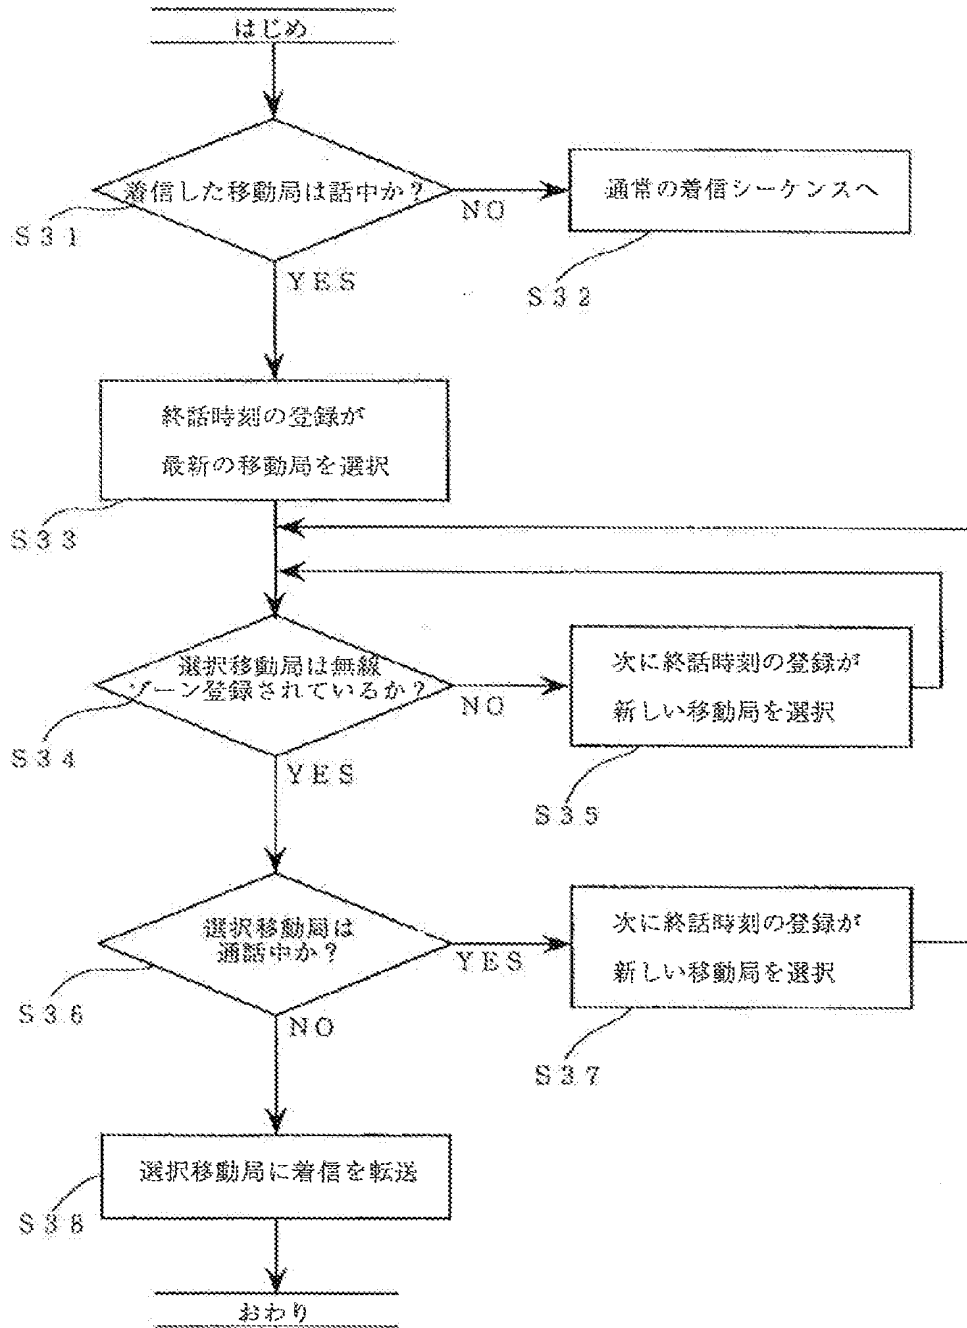 はじめ
着信した移動局は話中か？
NO
通常の着信シーケンスへ
S31
YES
S32
終話時刻の登録が
最新の移動局を選択
S33
選択移動局は無線
ゾーン登録されているか？
NO
次に終話時刻の登録が
新しい移動局を選択
S34
YES
S35
選択移動局は
通話中か？
YES
次に終話時刻の登録が
新しい移動局を選択
S36
NO
S37
選択移動局に着信を転送
S38
おわり